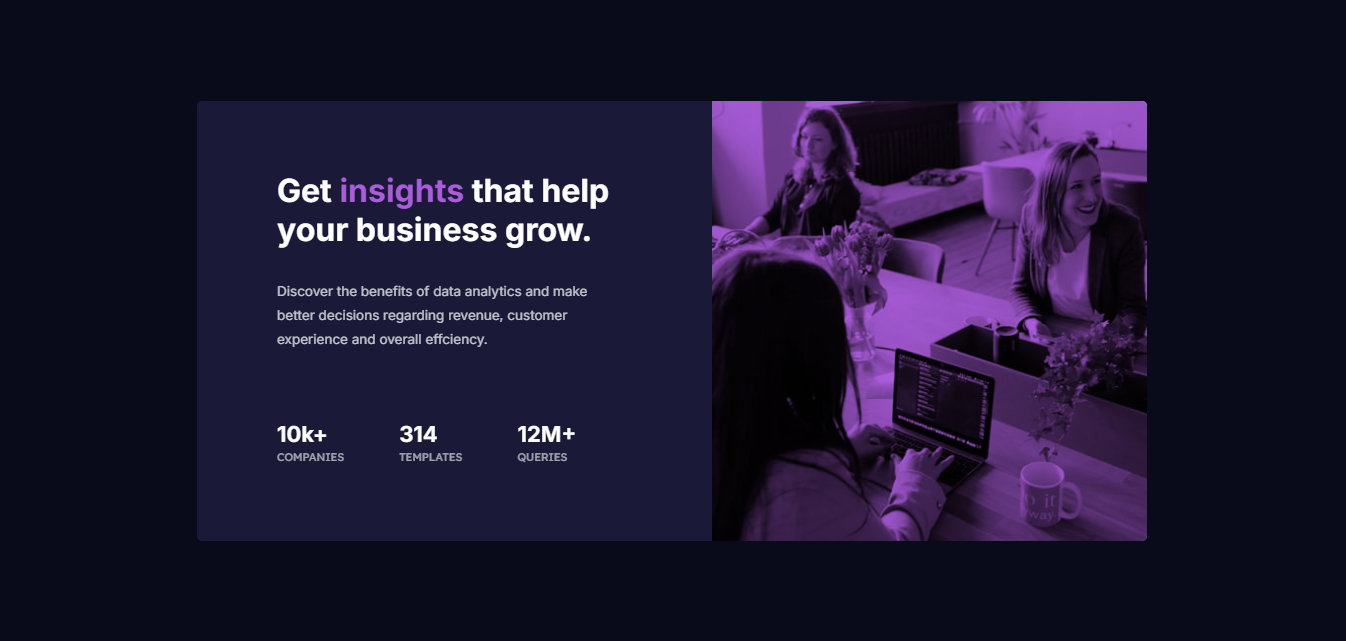 Get insights that help
your business grow.
Discover the benefits of data analytics and make
better decisions regarding revenue, customer
experience and overall effciency.
10k+ 314 12M+
COMPANIES TEMPLATES QUERIES